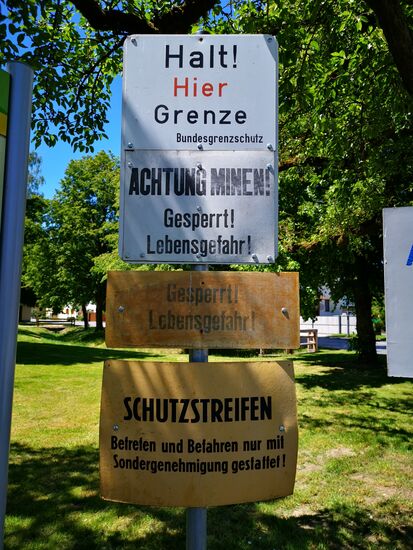 Halt!
Hier
Grenze
Bundesgrenzschutz
ACHTUNG MINEN!
Gesperrt!
Lebensgefahr!
Gesperrt!
Lebensgefahr!
SCHUTZSTREIFEN
Betreten und Befahren nur mit
Sondergenehmigung gestattet!